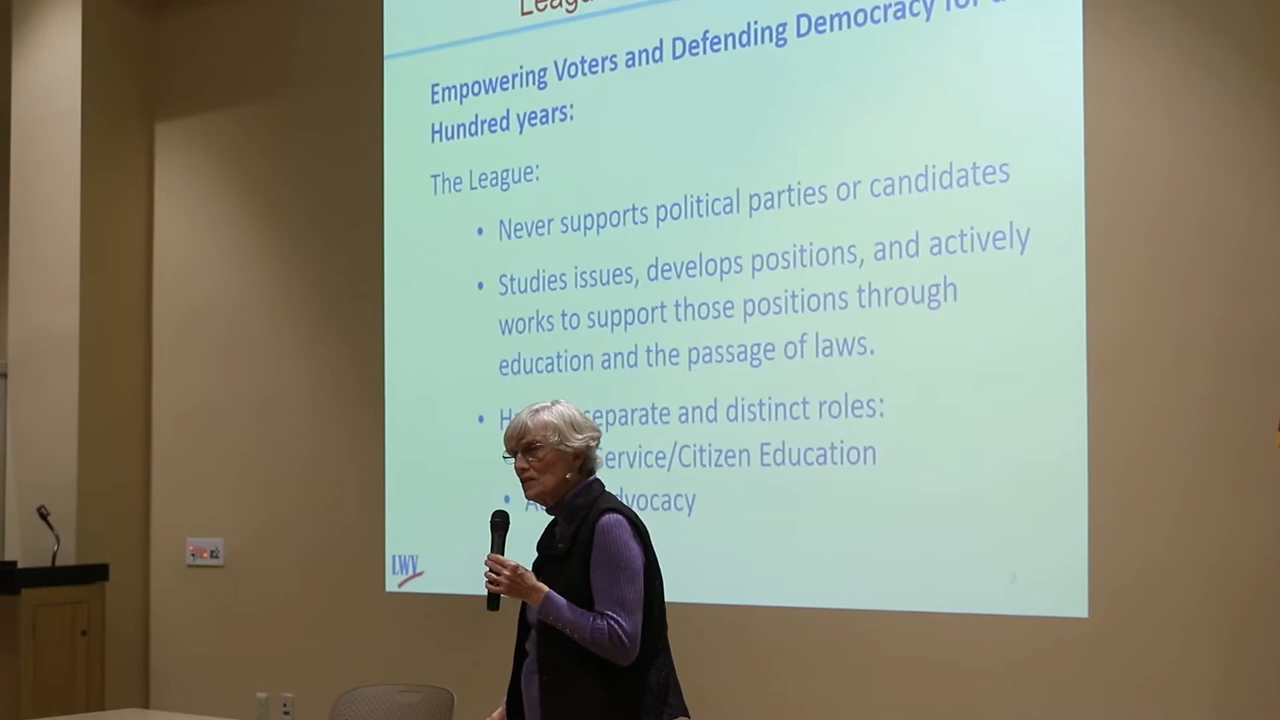 Leagu
Empowering Voters and Defending Democracy for a
Hundred years:
The League:
• Never supports political parties or candidates
• Studies issues, develops positions, and actively
works to support those positions through
education and the passage of laws.
• separate and distinct roles:
Service/Citizen Education
• dvocacy
LWV
2